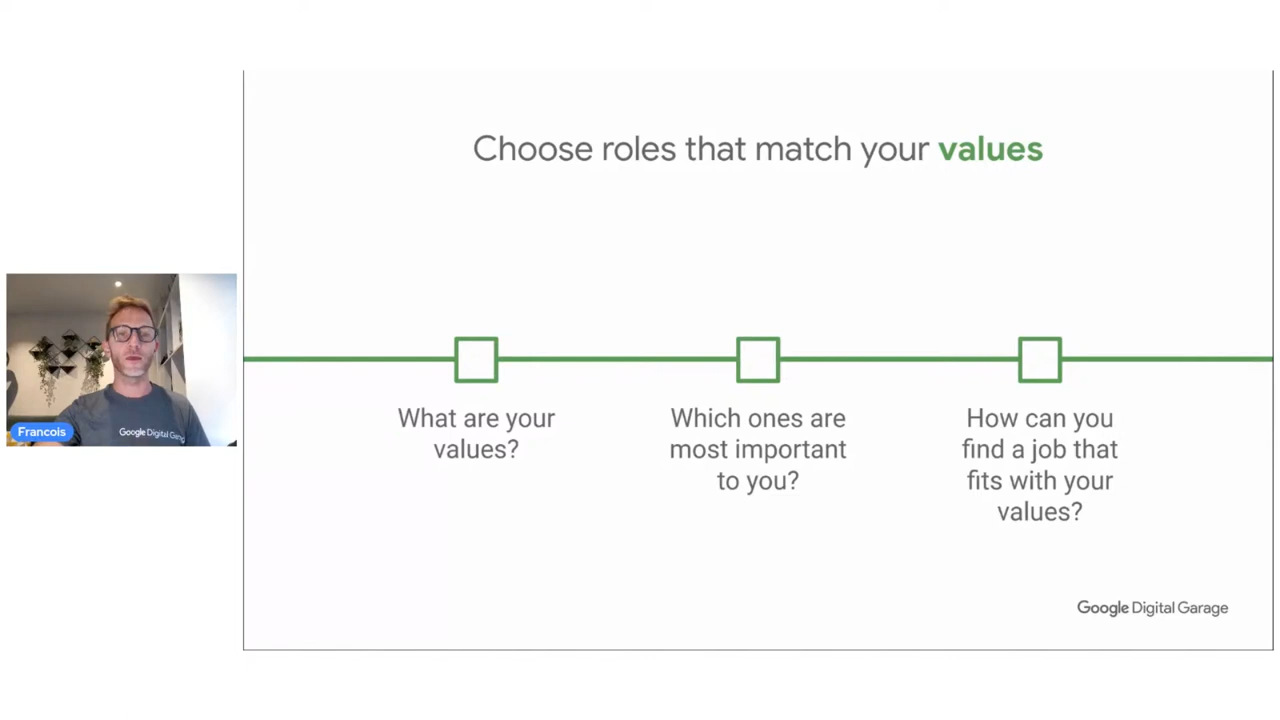 Choose roles that match your values
What are your
values?
Which ones are
most important
to you?
How can you
find a job that
fits with your
values?
Francois
Google Digital Garag
Google Digital Garage